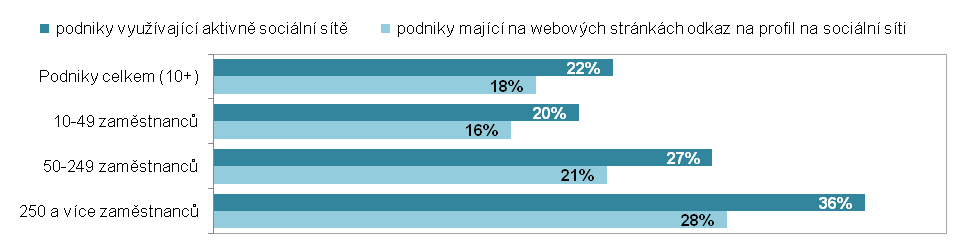 podniky využívající aktivně sociální sítě podniky mající na webových stránkách odkaz na profil na sociální síti
Podniky celkem (10+) 22%
18%
10-49 zaměstnanců 20%
16%
50-249 zaměstnanců 27%
21%
250 a více zaměstnanců 36%
28%